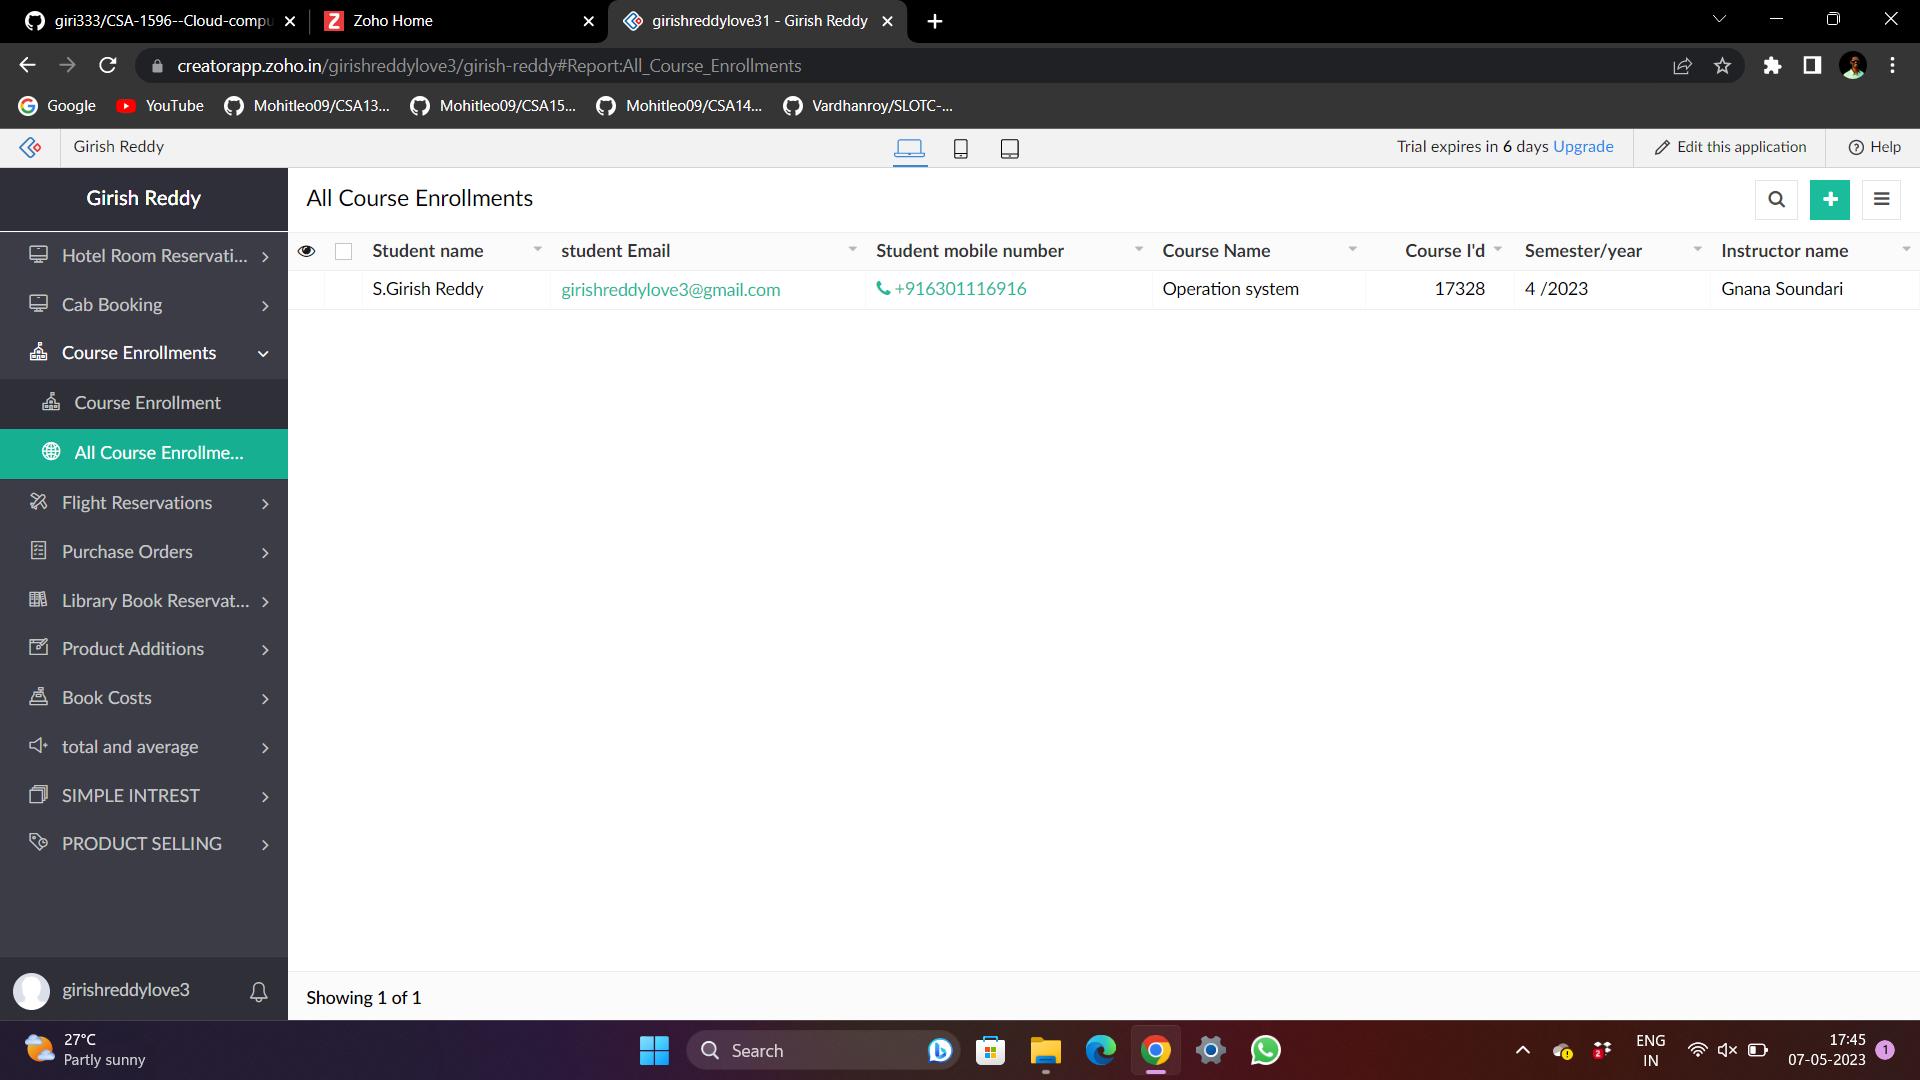 giri333/CSA-1596--Cloud-compu
Zoho Home
girishreddylove31 - Girish Reddy
creatorapp.zoho.in/girishreddylove3/girish-reddy#Report:All_Course_Enrollments
Google YouTube Mohitleo09/CSA13... Mohitleo09/CSA15... Mohitleo09/CSA14... Vardhanroy/SLOTC-...
Girish Reddy
Trial expires in 6 days Upgrade
Edit this application
Help
Girish Reddy
Hotel Room Reservati...
Cab Booking
Course Enrollments
Course Enrollment
All Course Enrollme...
Flight Reservations
Purchase Orders
Library Book Reservat...
Product Additions
Book Costs
total and average
SIMPLE INTREST
PRODUCT SELLING
girishreddylove3
All Course Enrollments
Student name student Email Student mobile number Course Name Course I'd Semester/year Instructor name
S.Girish Reddy girishreddylove3@gmail.com +916301116916 Operation system 17328 4 /2023 Gnana Soundari
Showing 1 of 1
27°C
Partly sunny
Search
2
ENG
IN
17:45
07-05-2023
1